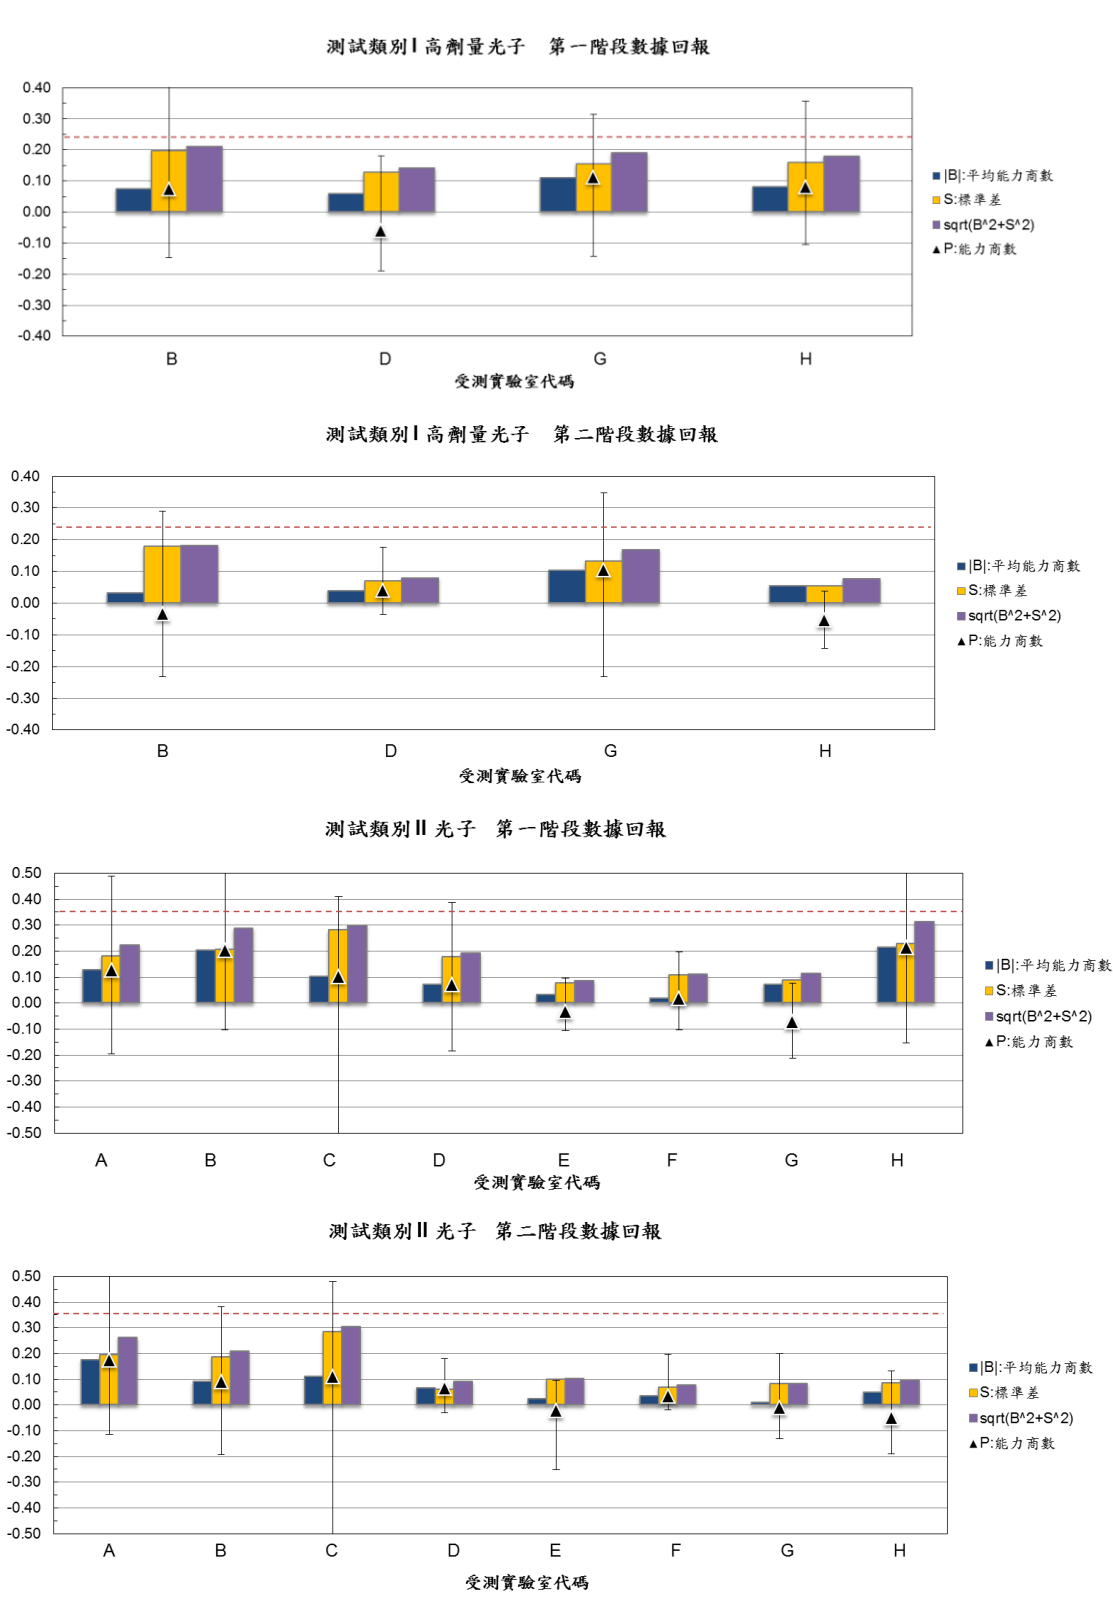 測試類別 I 高劑量光子 第一階段數據回報
0.40
0.30
0.20
0.10
0.00
-0.10
-0.20
-0.30
-0.40
B D G H
受測實驗室代碼
|B|:平均能力商數
S:標準差
sqrt(B^2+S^2)
P:能力商數
測試類別 I 高劑量光子 第二階段數據回報
0.40
0.30
0.20
0.10
0.00
-0.10
-0.20
-0.30
-0.40
B D G H
受測實驗室代碼
|B|:平均能力商數
S:標準差
sqrt(B^2+S^2)
P:能力商數
測試類別 II 光子 第一階段數據回報
0.50
0.40
0.30
0.20
0.10
0.00
-0.10
-0.20
-0.30
-0.40
-0.50
A B C D E F G H
受測實驗室代碼
|B|:平均能力商數
S:標準差
sqrt(B^2+S^2)
P:能力商數
測試類別 II 光子 第二階段數據回報
0.50
0.40
0.30
0.20
0.10
0.00
-0.10
-0.20
-0.30
-0.40
-0.50
A B C D E F G H
受測實驗室代碼
|B|:平均能力商數
S:標準差
sqrt(B^2+S^2)
P:能力商數